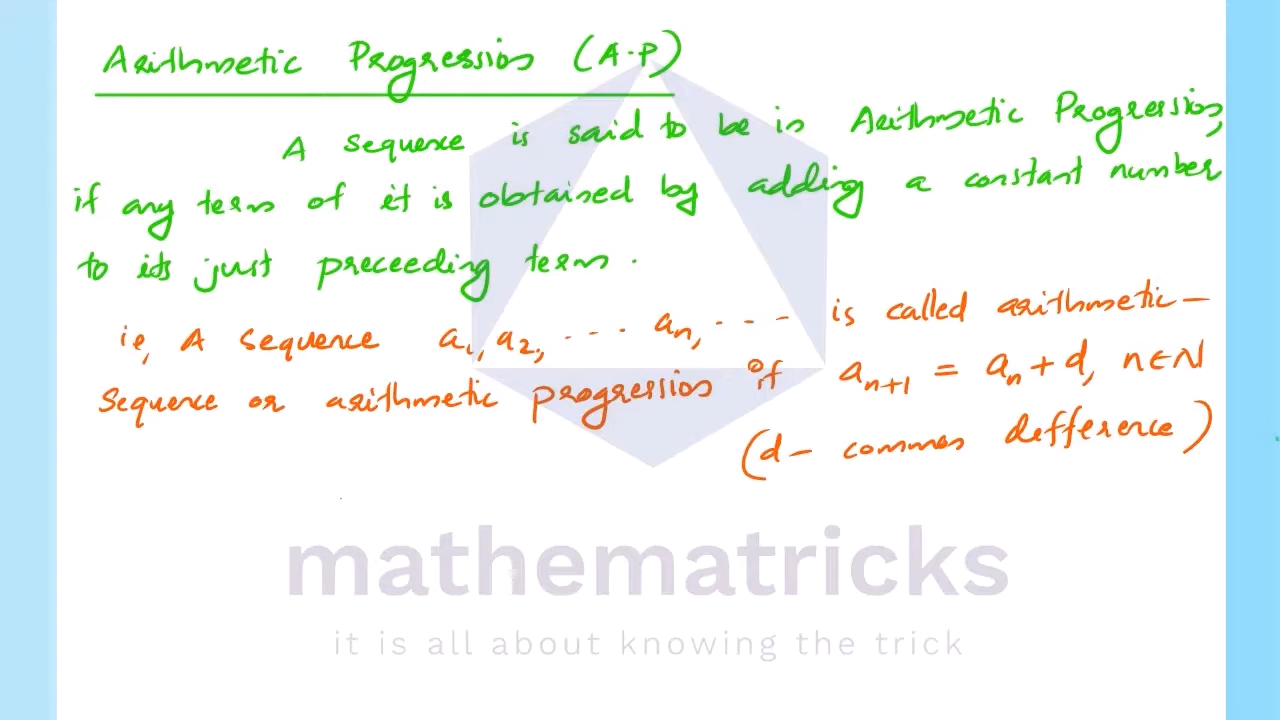 Arithmetic Progression (A.P)
A sequence is said to be in Arithmetic Progression,
if any term of it is obtained by adding a constant number
to its just preceeding term.
ie, A sequence a₁, a₂, .... aₙ, .... is called arithmetic-
sequence or arithmetic progression if aₙ₊₁ = aₙ + d, n∈N
(d- common difference)
mathematricks
it is all about knowing the trick